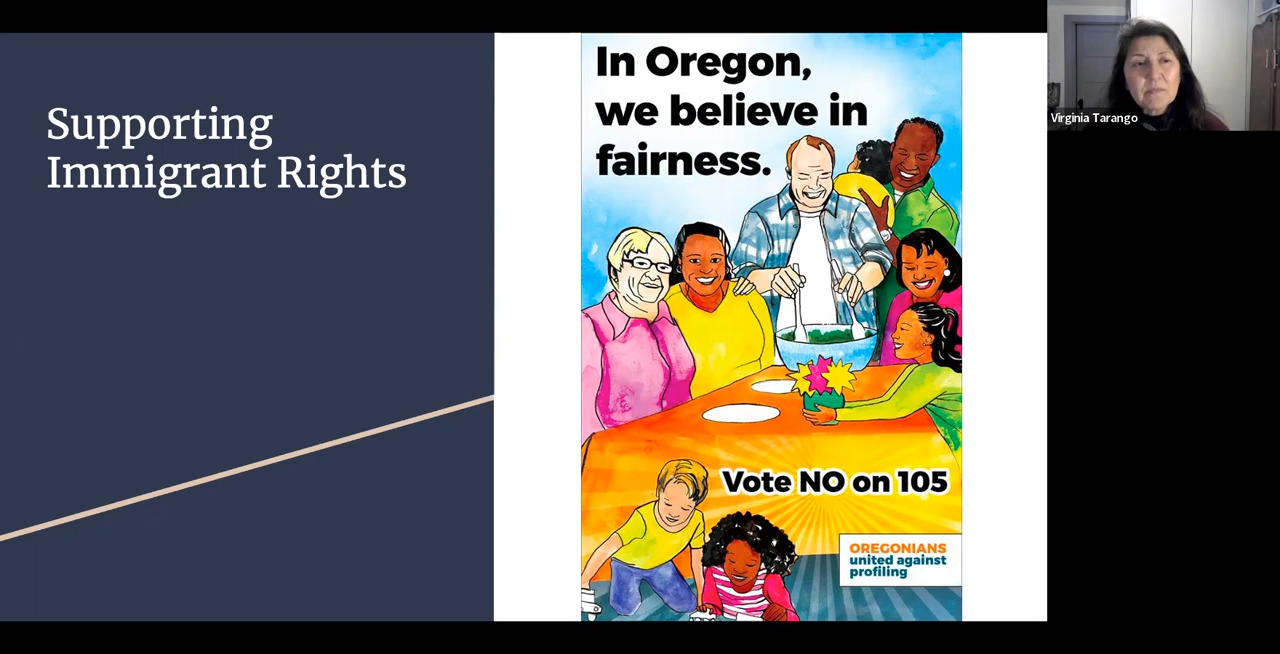 Supporting
Immigrant Rights
In Oregon,
we believe in
fairness.
Vote NO on 105
OREGONIANS
united against
profiling
Virginia Tarango